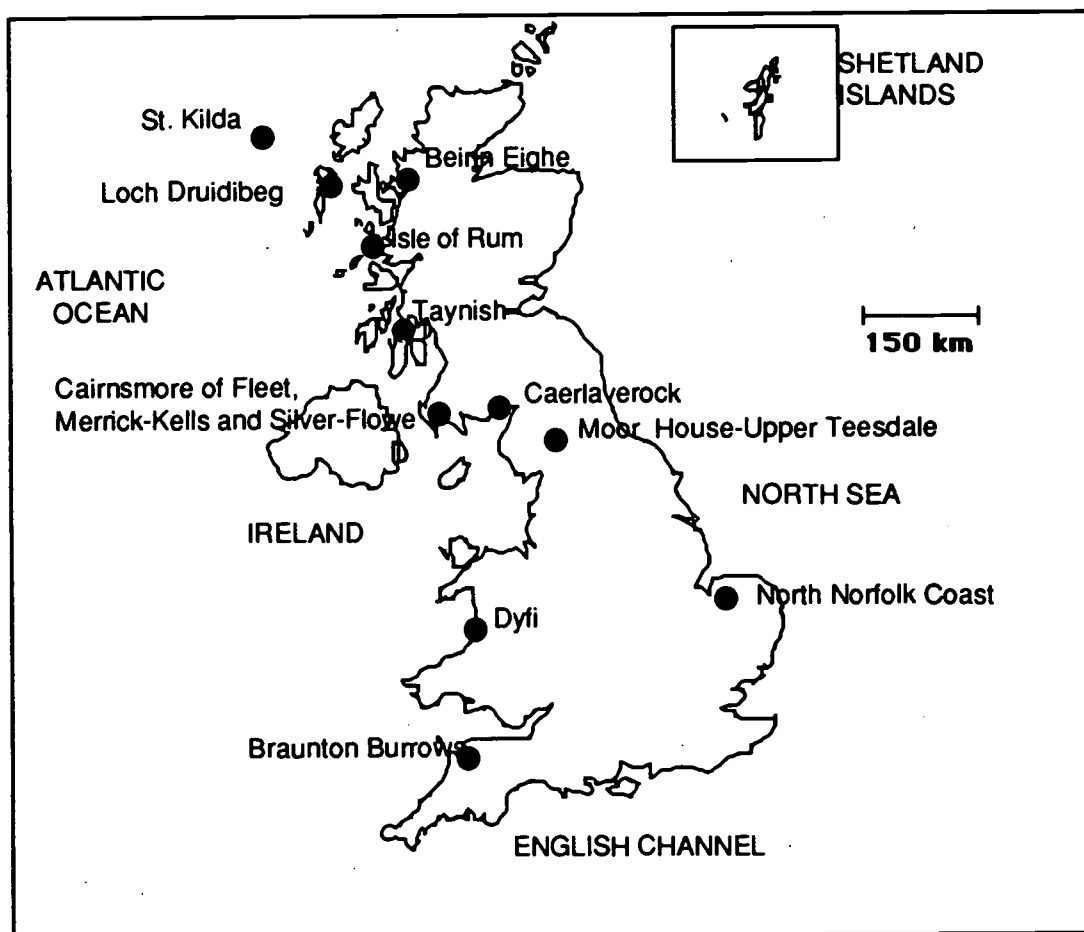 SHETLAND
ISLANDS
St. Kilda
Beinn Eighe
Loch Druidibeg
Isle of Rum
ATLANTIC
OCEAN
Taynish
150 km
Cairnsmore of Fleet,
Merrick-Kells and Silver-Flowe
Caerlaverock
Moor House-Upper Teesdale
NORTH SEA
IRELAND
North Norfolk Coast
Dyfi
Braunton Burrows
ENGLISH CHANNEL